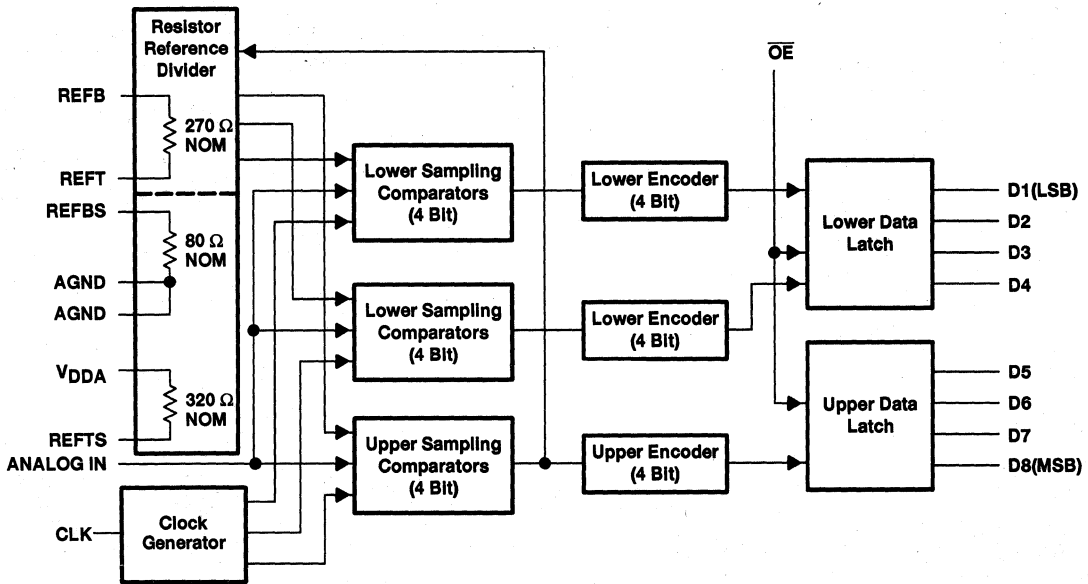 Resistor
Reference
Divider
REFB
270 Ω
NOM
REFT
REFBS
80 Ω
NOM
AGND
AGND
VDDA
320 Ω
NOM
REFTS
ANALOG IN
CLK
Clock
Generator
Lower Sampling
Comparators
(4 Bit)
Lower Sampling
Comparators
(4 Bit)
Upper Sampling
Comparators
(4 Bit)
Lower Encoder
(4 Bit)
Lower Encoder
(4 Bit)
Upper Encoder
(4 Bit)
O̅E̅
Lower Data
Latch
Upper Data
Latch
D1(LSB)
D2
D3
D4
D5
D6
D7
D8(MSB)